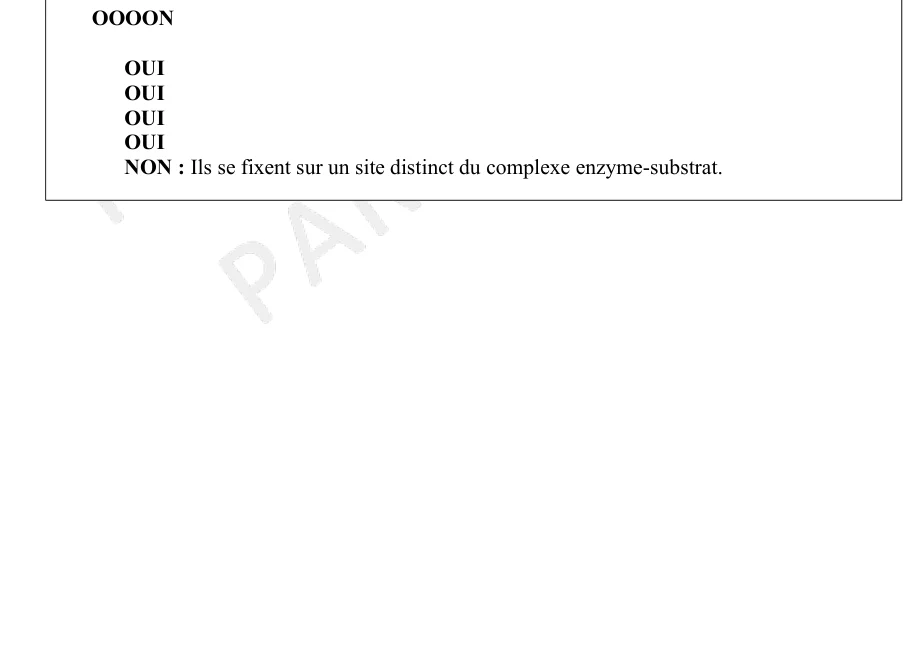 OOOON
OUI
OUI
OUI
OUI
NON : Ils se fixent sur un site distinct du complexe enzyme-substrat.